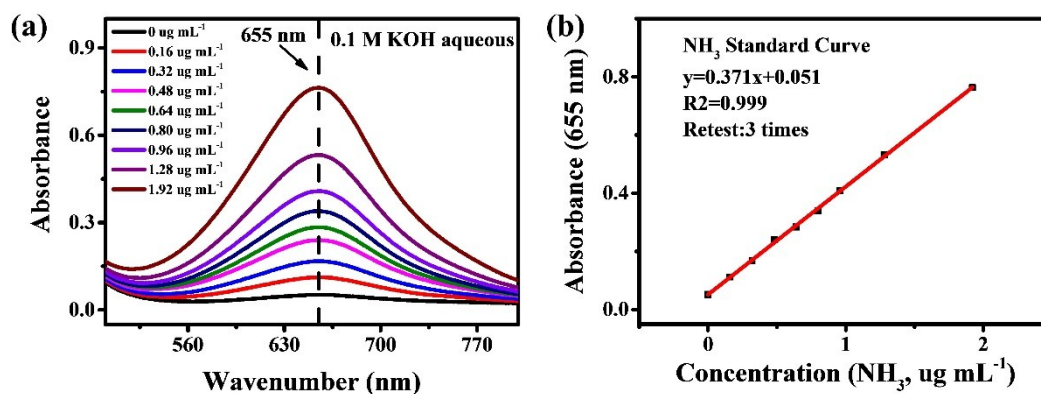 (a)
0 ug mL-1
0.16 ug mL-1
0.32 ug mL-1
0.48 ug mL-1
0.64 ug mL-1
0.80 ug mL-1
0.96 ug mL-1
1.28 ug mL-1
1.92 ug mL-1
655 nm
0.1 M KOH aqueous
Absorbance
0.9
0.6
0.3
0.0
560
630
700
770
Wavenumber (nm)
(b)
NH3 Standard Curve
y=0.371x+0.051
R2=0.999
Retest:3 times
Absorbance (655 nm)
0.8
0.4
0.0
0
1
2
Concentration (NH3, ug mL-1)